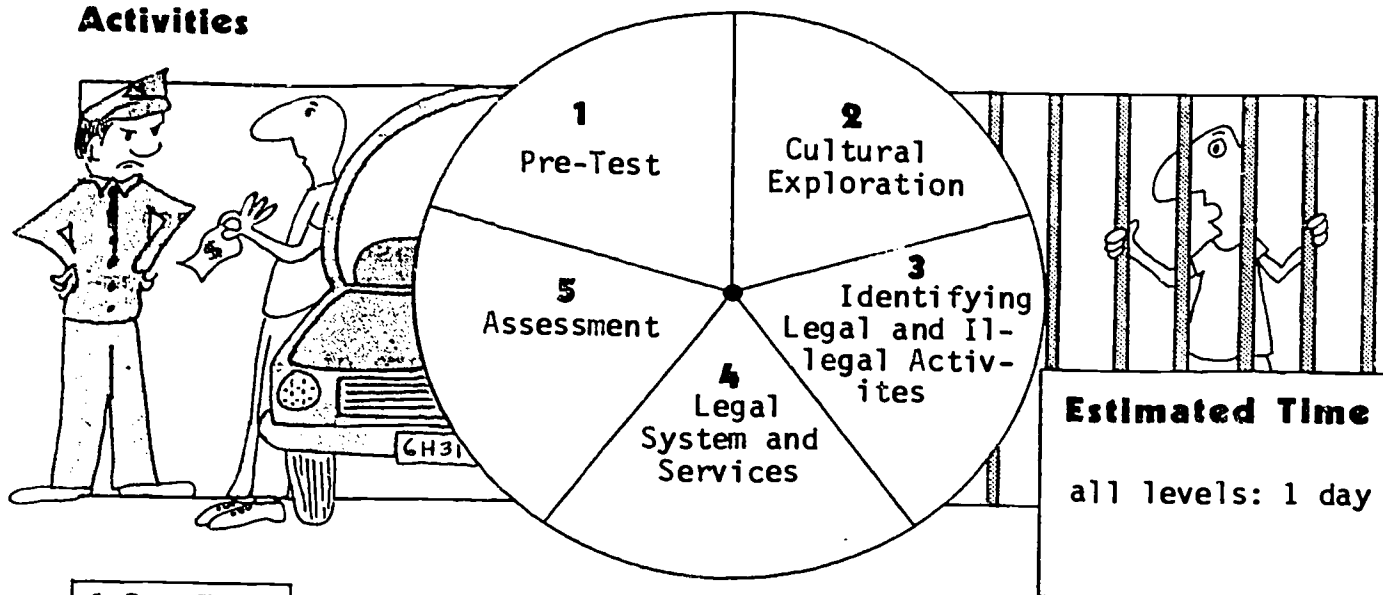 Activities
1
Pre-Test
2
Cultural
Exploration
3
Identifying
Legal and Il-
legal Activ-
ites
4
Legal
System and
Services
5
Assessment
$
6H31
Estimated Time
all levels: 1 day